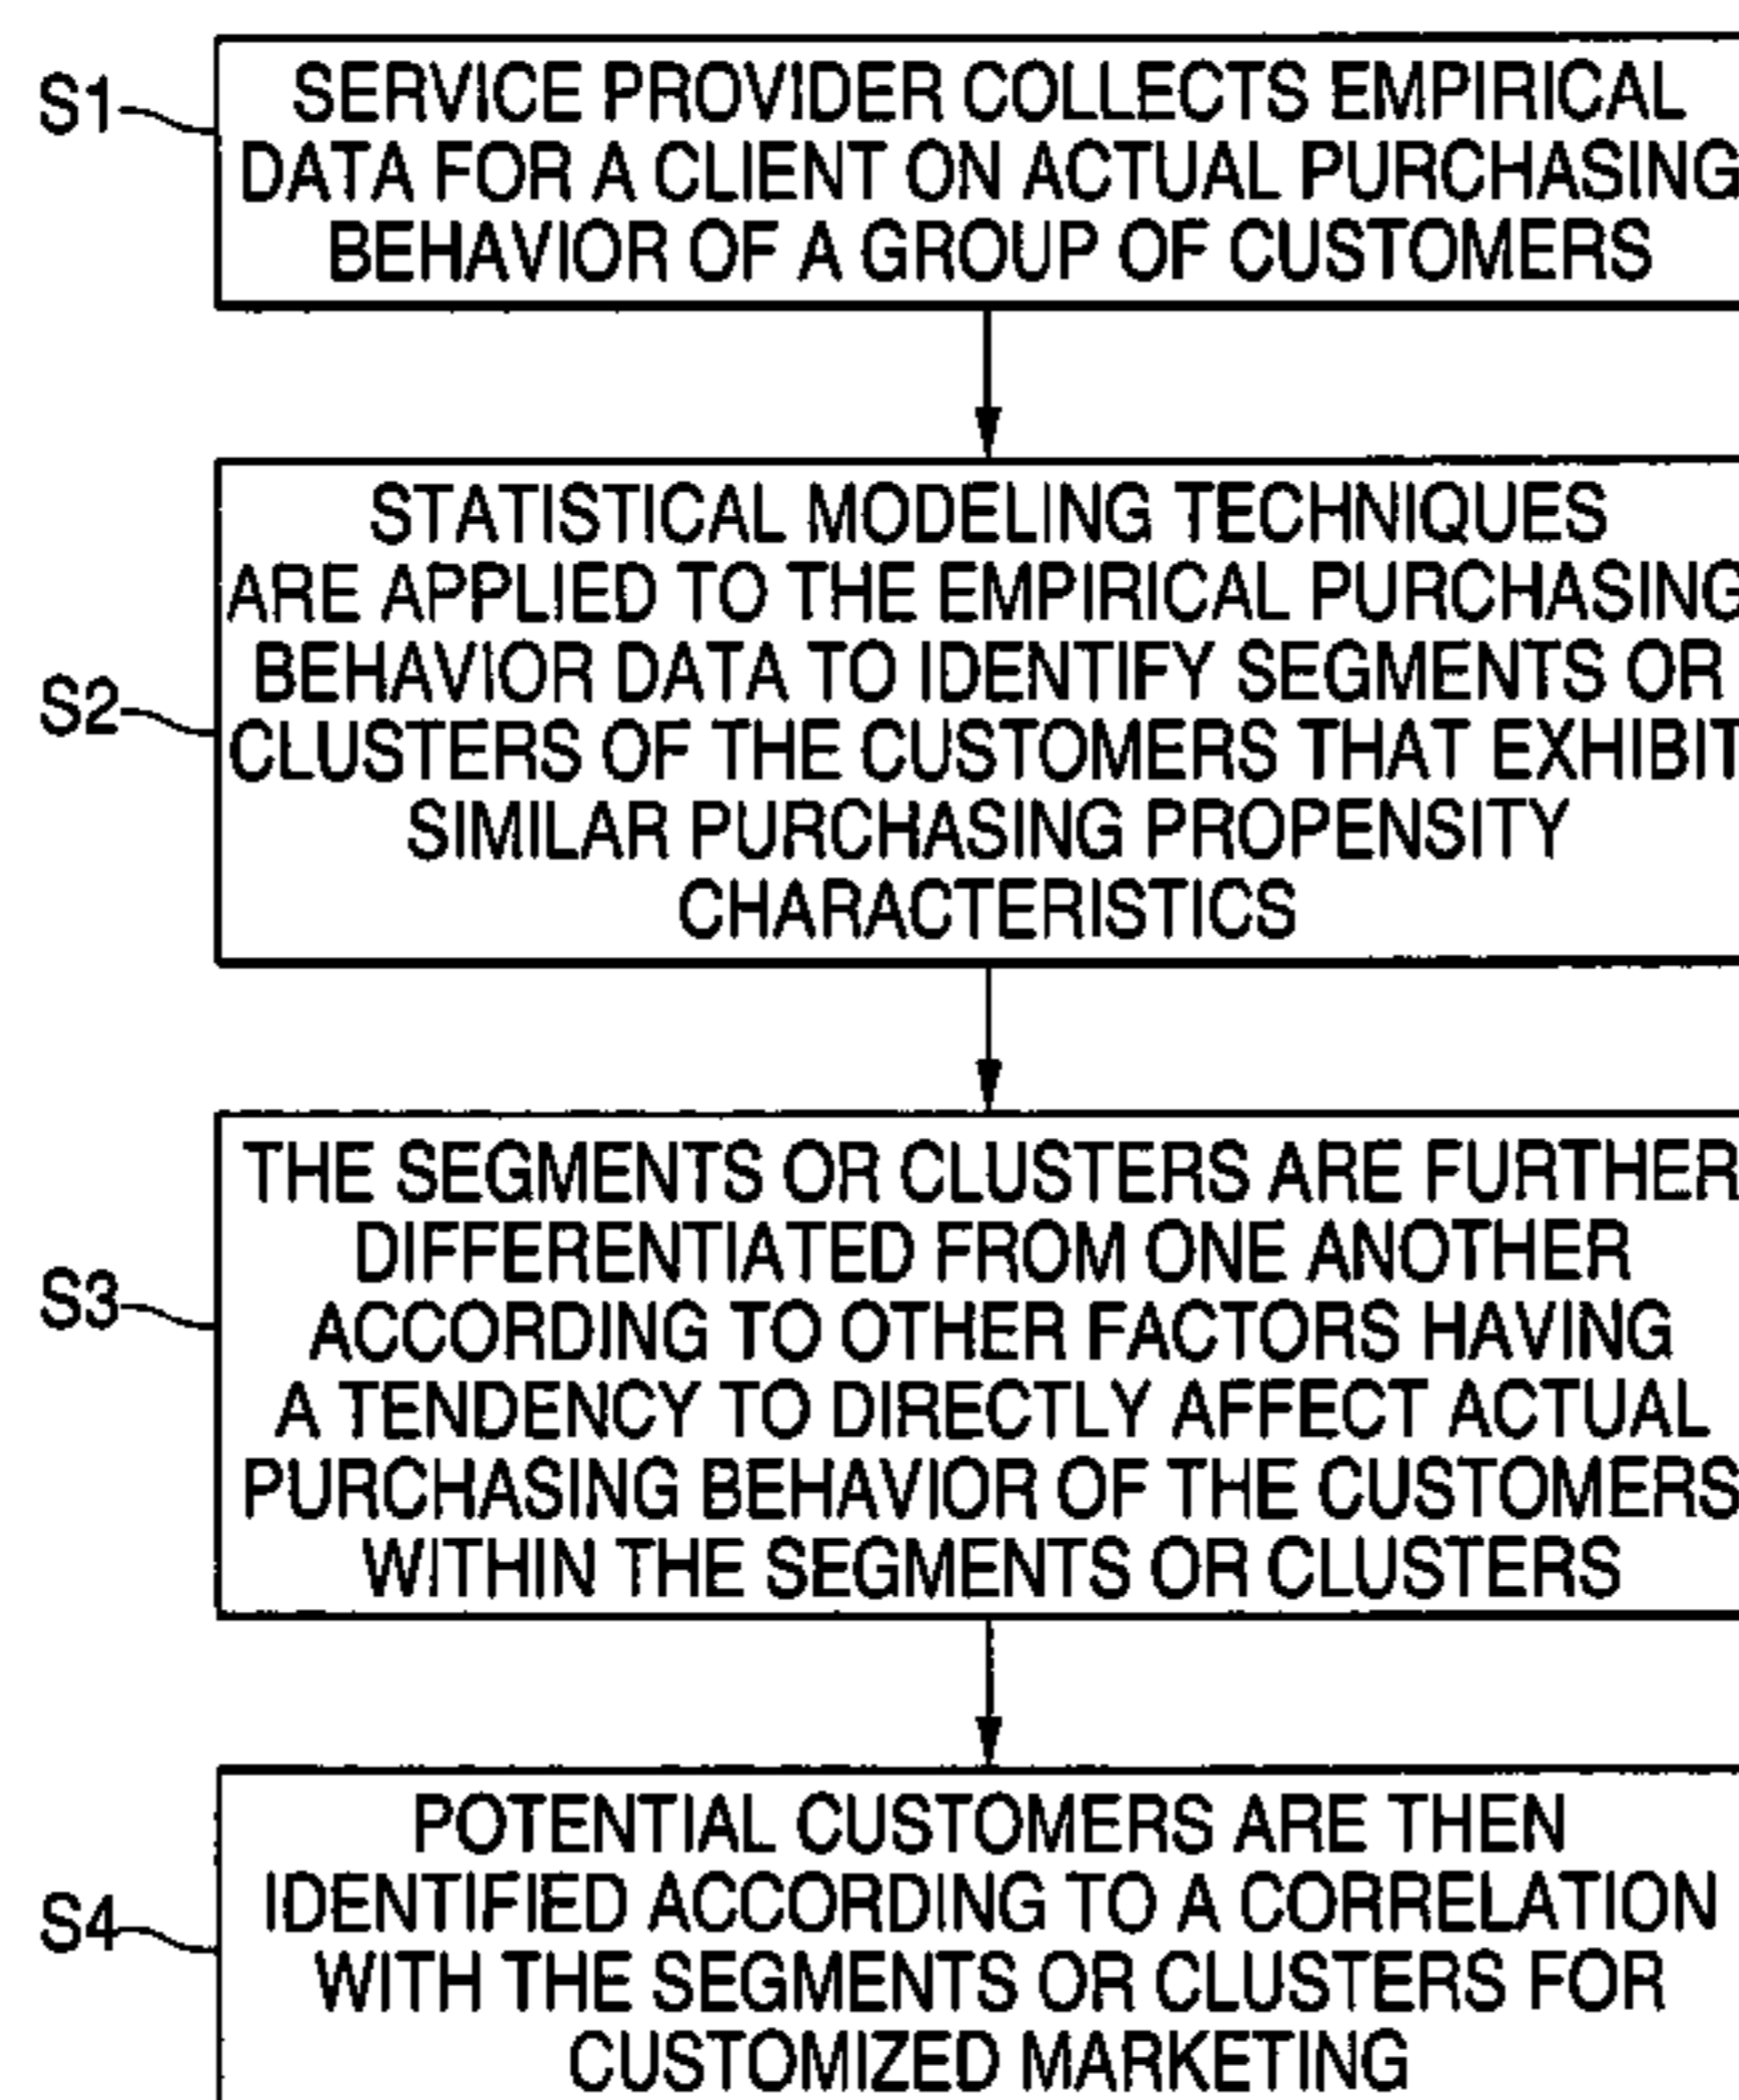 S1
SERVICE PROVIDER COLLECTS EMPIRICAL
DATA FOR A CLIENT ON ACTUAL PURCHASING
BEHAVIOR OF A GROUP OF CUSTOMERS
S2
STATISTICAL MODELING TECHNIQUES
ARE APPLIED TO THE EMPIRICAL PURCHASING
BEHAVIOR DATA TO IDENTIFY SEGMENTS OR
CLUSTERS OF THE CUSTOMERS THAT EXHIBIT
SIMILAR PURCHASING PROPENSITY
CHARACTERISTICS
S3
THE SEGMENTS OR CLUSTERS ARE FURTHER
DIFFERENTIATED FROM ONE ANOTHER
ACCORDING TO OTHER FACTORS HAVING
A TENDENCY TO DIRECTLY AFFECT ACTUAL
PURCHASING BEHAVIOR OF THE CUSTOMERS
WITHIN THE SEGMENTS OR CLUSTERS
S4
POTENTIAL CUSTOMERS ARE THEN
IDENTIFIED ACCORDING TO A CORRELATION
WITH THE SEGMENTS OR CLUSTERS FOR
CUSTOMIZED MARKETING